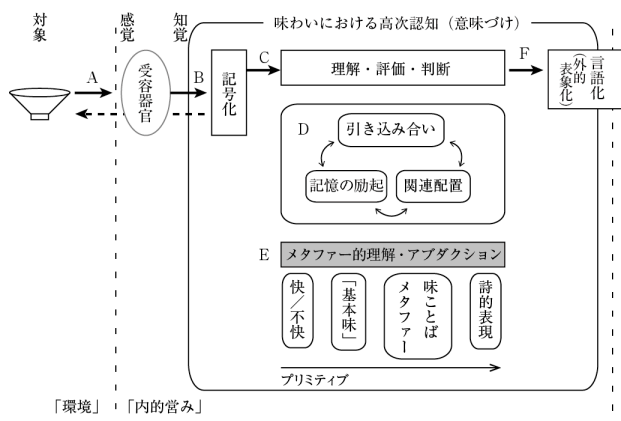 対象
感覚
知覚
味わいにおける高次認知（意味づけ）
A
受容器官
B
記号化
C
理解・評価・判断
F
言語化
（外的
表象化）
D
引き込み合い
記憶の励起
関連配置
E
メタファー的理解・アブダクション
快／不快
「基本味」
味ことば
メタファー
詩的表現
プリミティブ
「環境」
「内的営み」